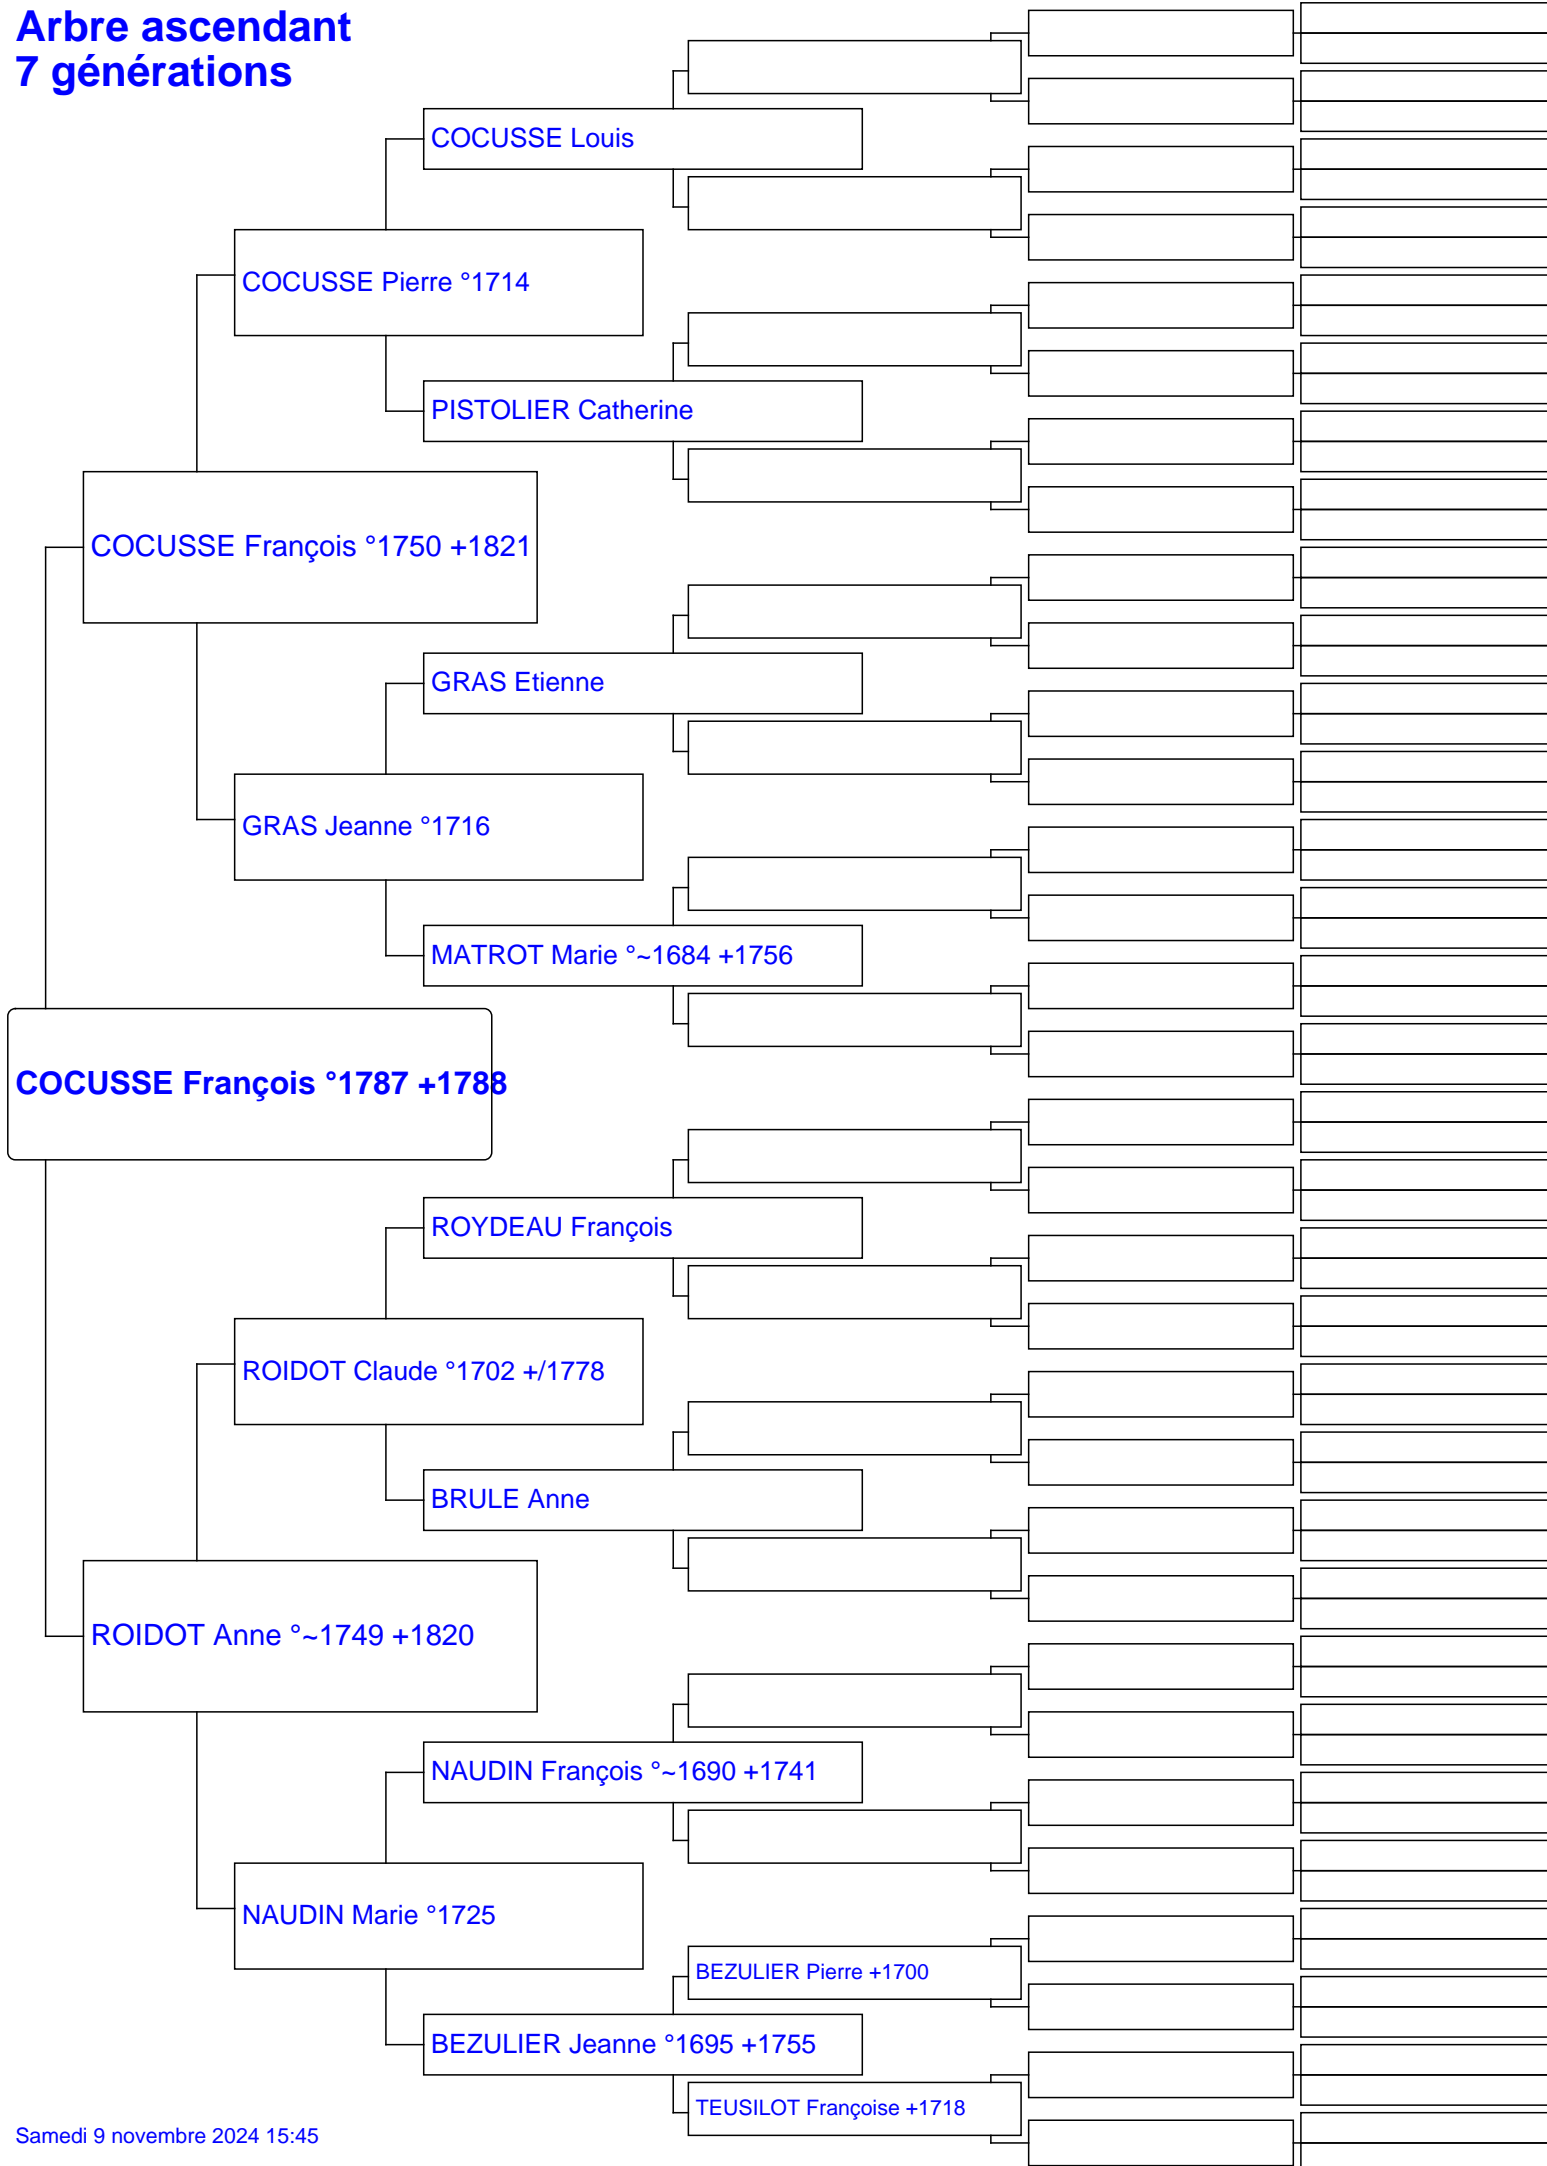 Arbre ascendant
7 générations
COCUSSE Louis
COCUSSE Pierre °1714
PISTOLIER Catherine
COCUSSE François °1750 +1821
GRAS Etienne
GRAS Jeanne °1716
MATROT Marie °~1684 +1756
COCUSSE François °1787 +1788
ROYDEAU François
ROIDOT Claude °1702 +/1778
BRULE Anne
ROIDOT Anne °~1749 +1820
NAUDIN François °~1690 +1741
NAUDIN Marie °1725
BEZULIER Pierre +1700
BEZULIER Jeanne °1695 +1755
TEUSILOT Françoise +1718
Samedi 9 novembre 2024 15:45